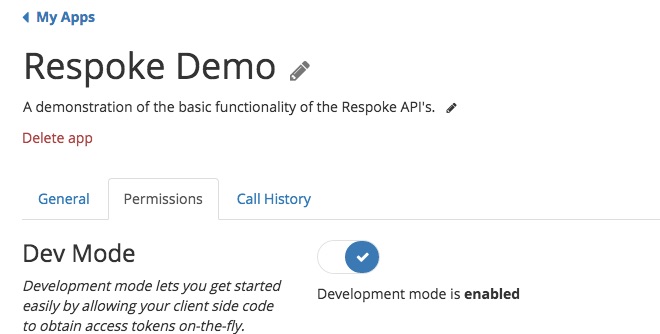 My Apps
Respoke Demo
A demonstration of the basic functionality of the Respoke API's.
Delete app
General Permissions Call History
Dev Mode
Development mode lets you get started
easily by allowing your client side code
to obtain access tokens on-the-fly.
Development mode is enabled